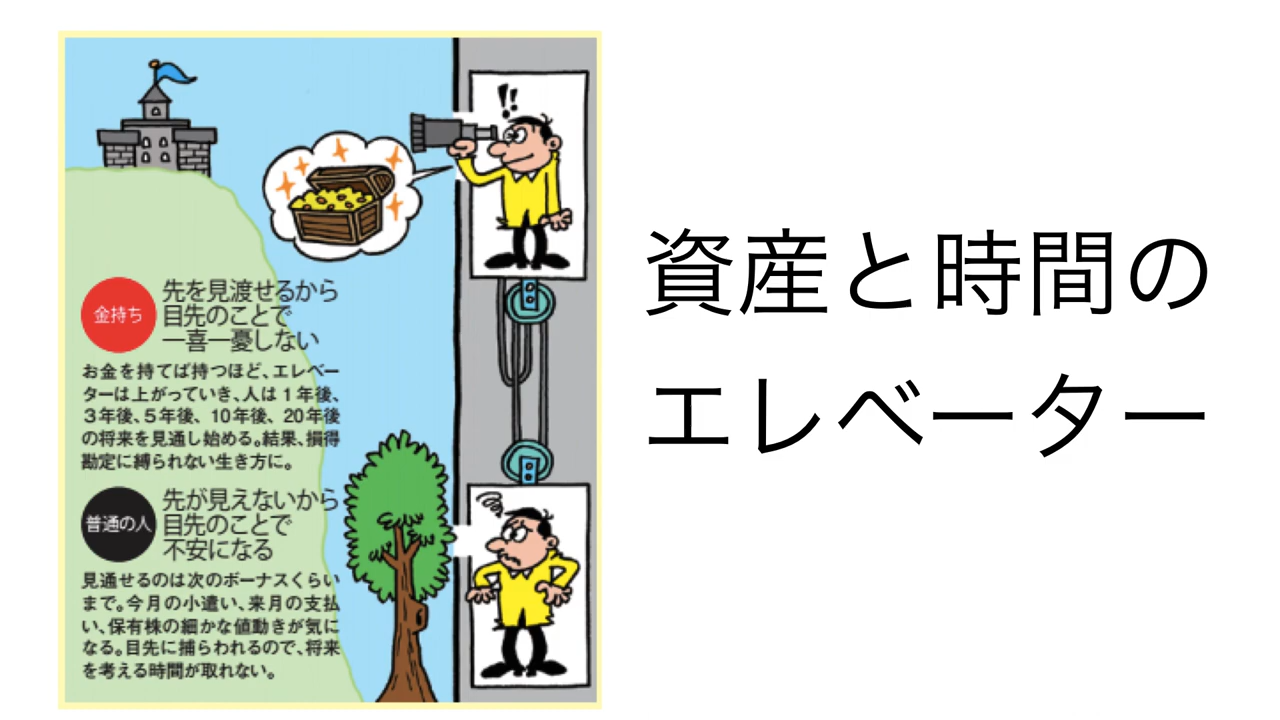 !!
金持ち
先を見渡せるから
目先のことで
一喜一憂しない
お金を持てば持つほど、エレベー
ターは上がっていき、人は1年後、
3年後、5年後、10年後、20年後
の将来を見通し始める。結果、損得
勘定に縛られない生き方に。
普通の人
先が見えないから
目先のことで
不安になる
見通せるのは次のボーナスくらい
まで。今月の小遣い、来月の支払
い、保有株の細かな値動きが気に
なる。目先に捕らわれるので、将来
を考える時間が取れない。
資産と時間の
エレベーター